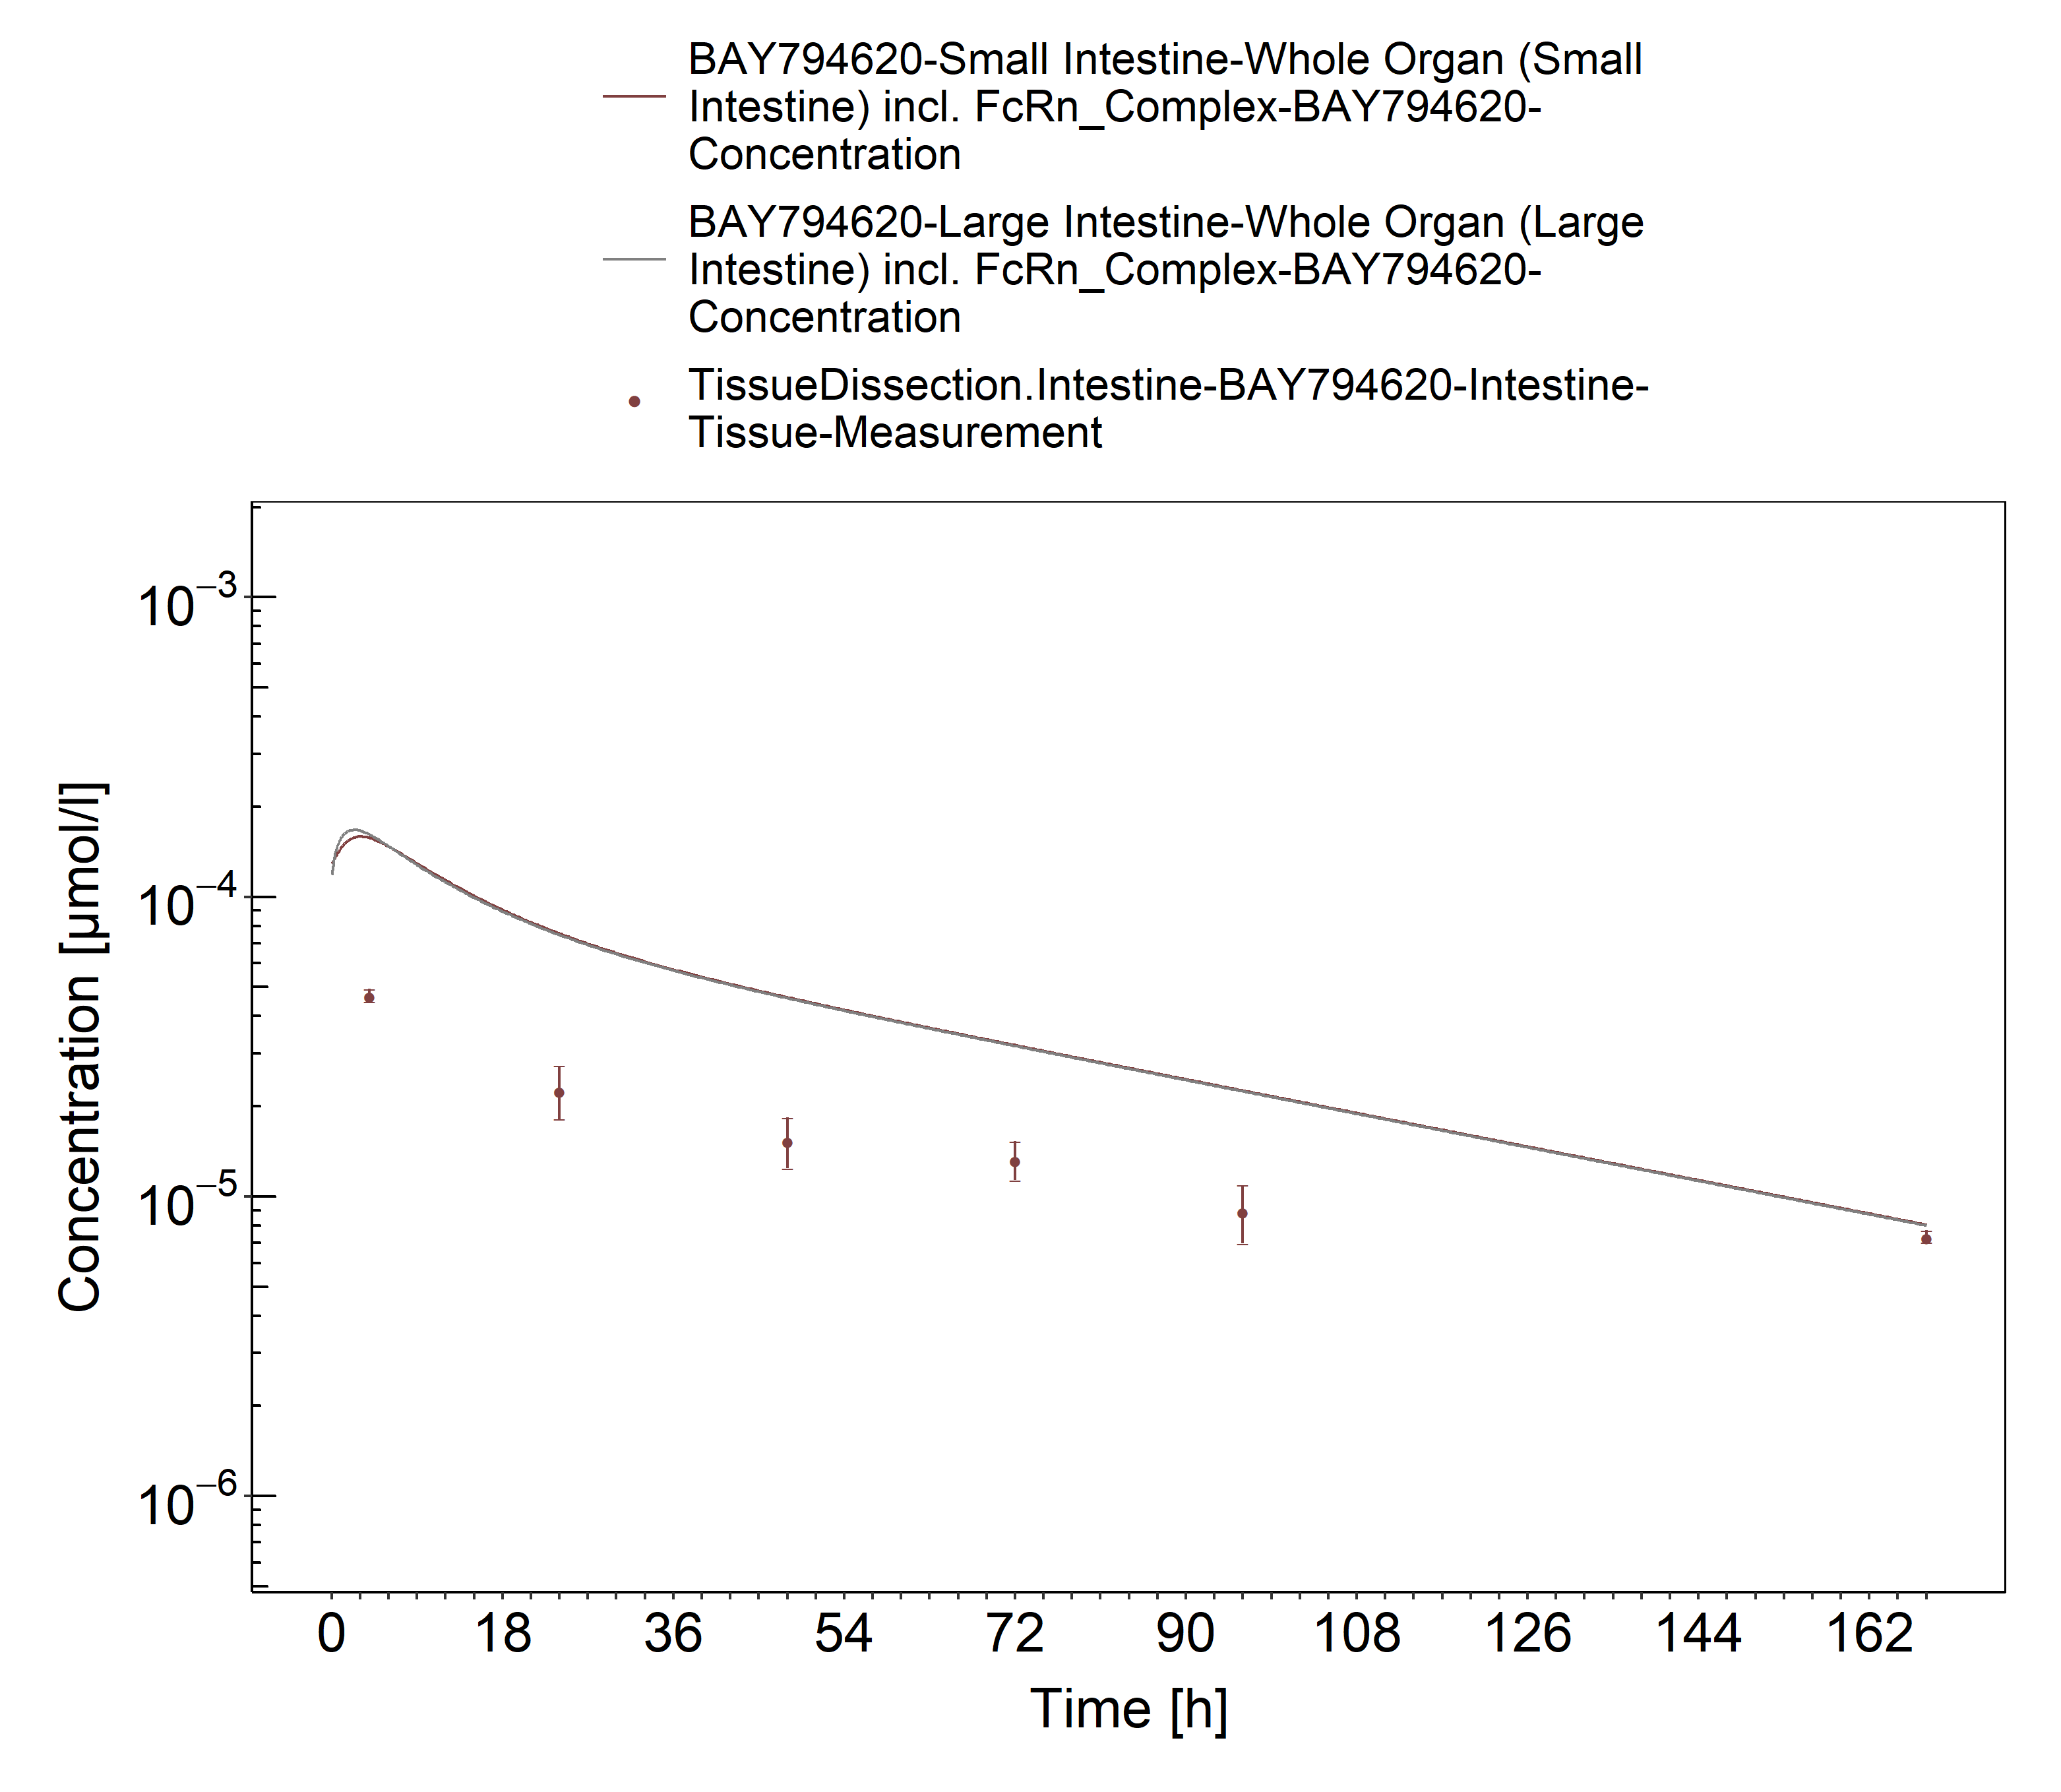 BAY794620-Small Intestine-Whole Organ (Small
Intestine) incl. FcRn_Complex-BAY794620-
Concentration
BAY794620-Large Intestine-Whole Organ (Large
Intestine) incl. FcRn_Complex-BAY794620-
Concentration
TissueDissection.Intestine-BAY794620-Intestine-
Tissue-Measurement
10⁻³
10⁻⁴
10⁻⁵
10⁻⁶
Concentration [µmol/l]
0 18 36 54 72 90 108 126 144 162
Time [h]